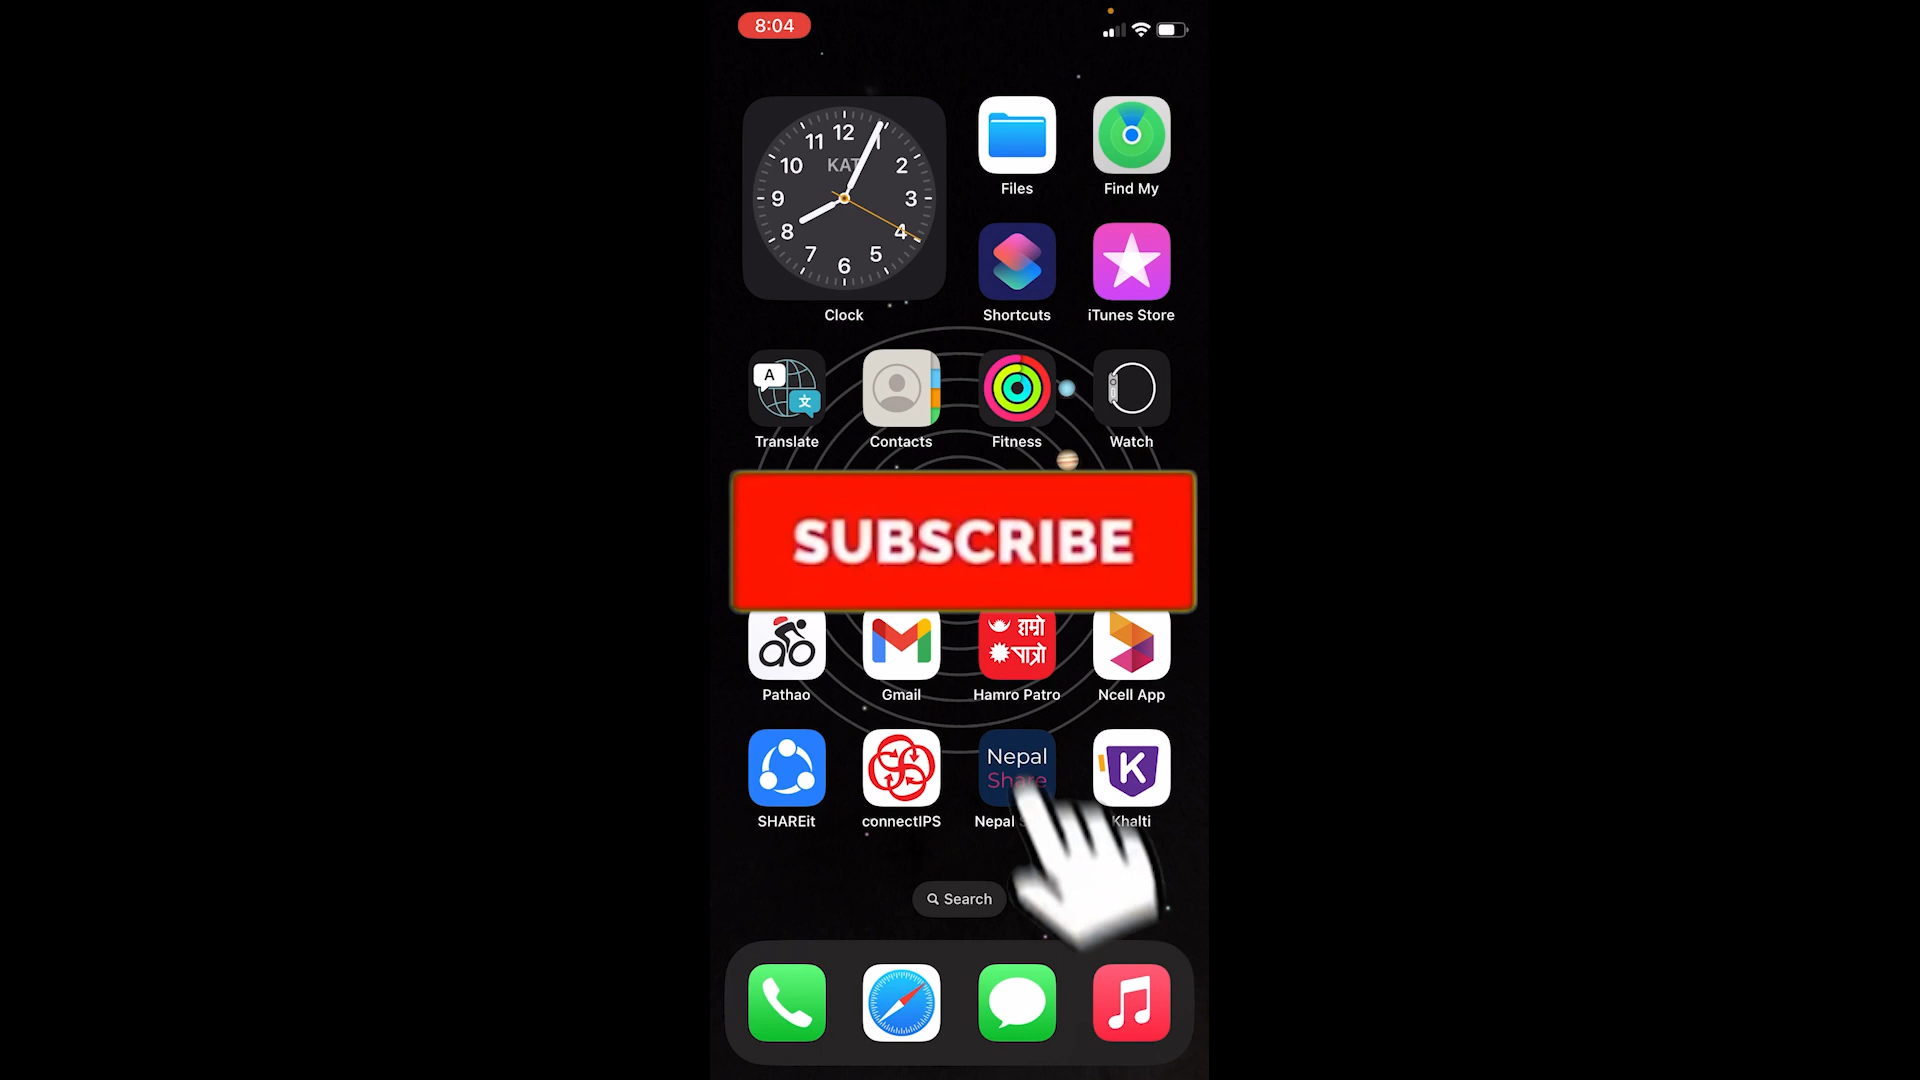 8:04
12
11
1
KAT
10
2
9
3
8
4
7
5
6
Clock
Files
Find My
Shortcuts
iTunes Store
A
文
Translate
Contacts
Fitness
Watch
SUBSCRIBE
हाम्रो
पात्रो
Pathao
Gmail
Hamro Patro
Ncell App
Nepal
Share
K
SHAREit
connectIPS
Nepal
Khalti
Search